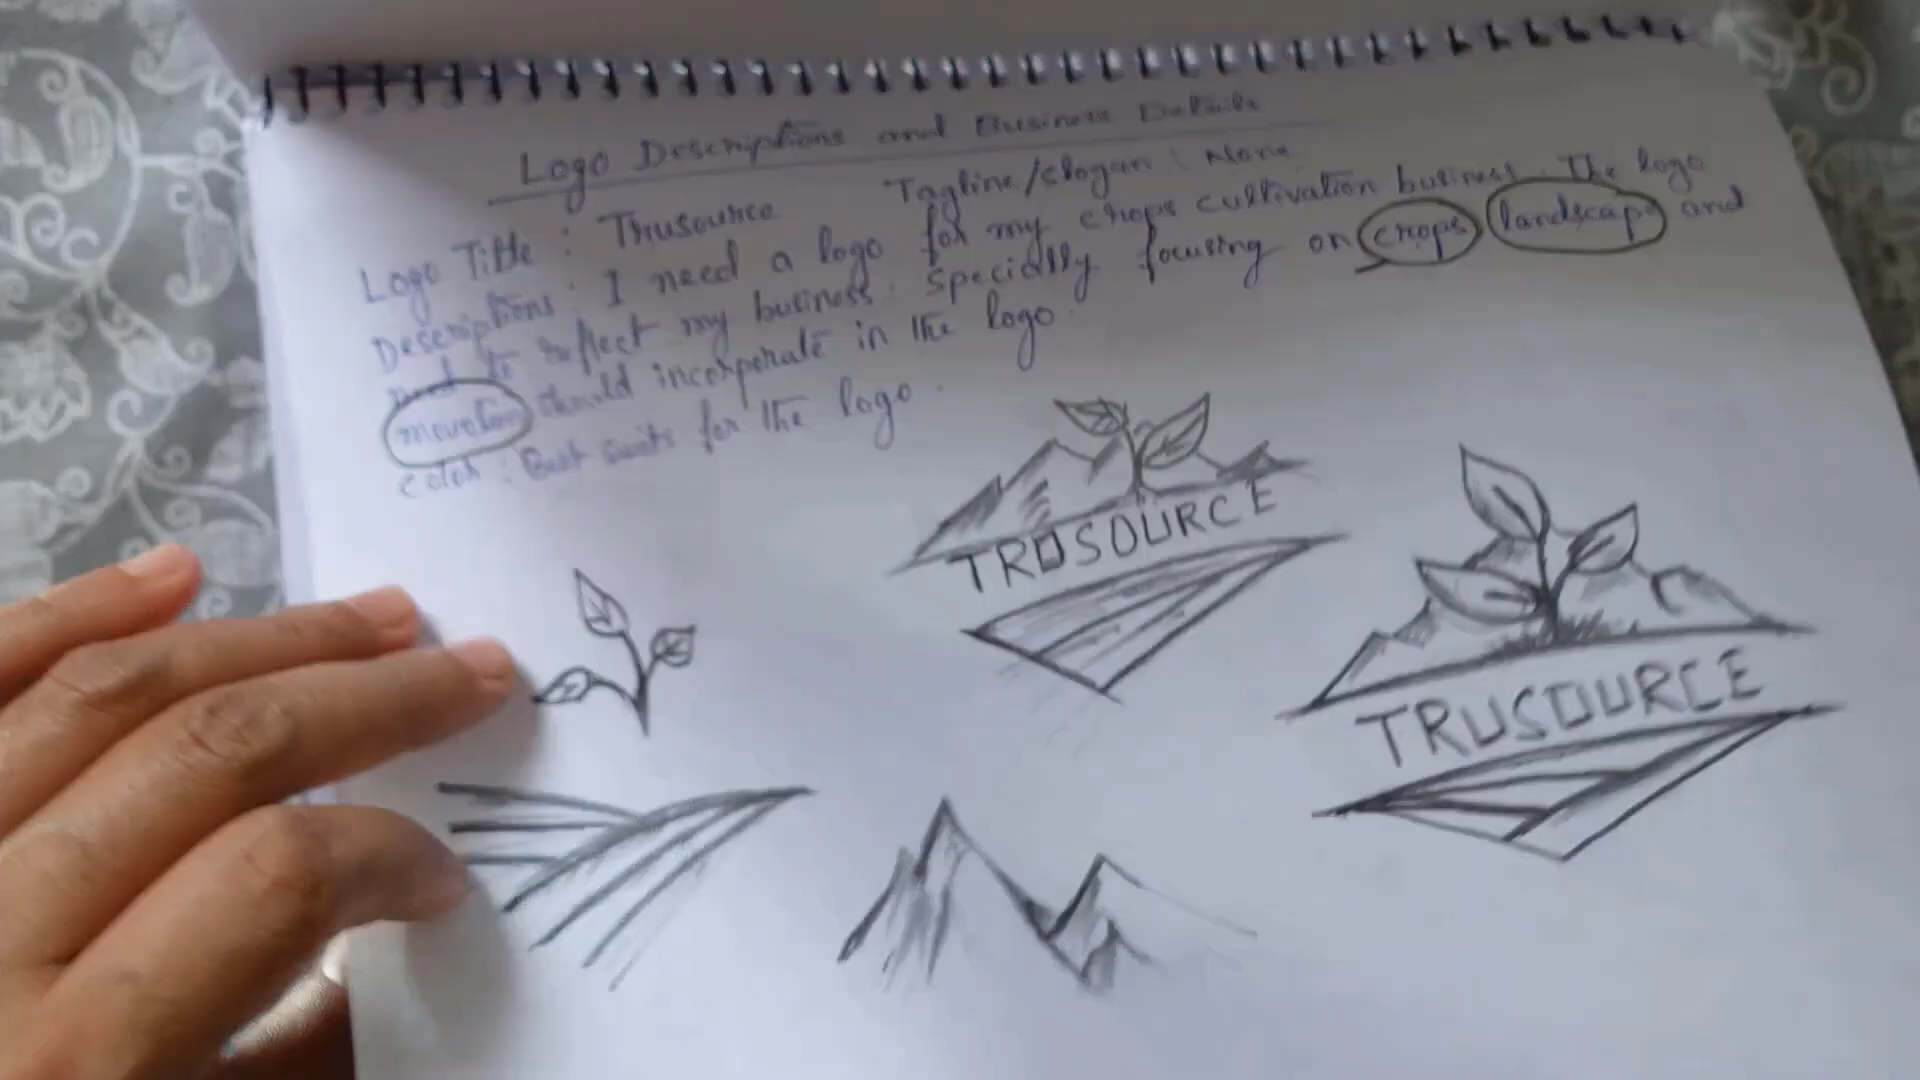 Logo Descriptions and Business Details
Logo Title : Trusource Tagline/slogan : None
Descriptions : I need a logo for my crops cultivation business. The logo
need to reflect my business. Specially focusing on crops landscap and
should incorporate in the logo.
color : Best suits for the logo.
TRUSOURCE
TRUSOURCE